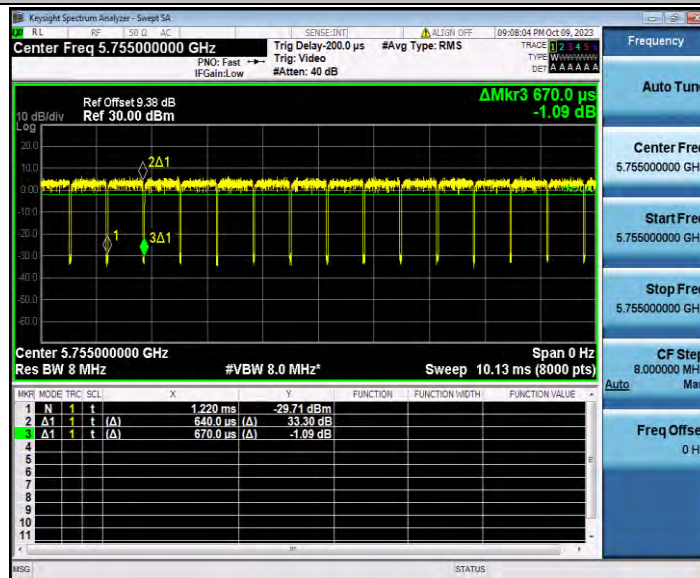 Keysight Spectrum Analyzer - Swept SA
RL RF 50 Ω AC SENSE:INT ALIGN OFF 09:08:04 PM Oct 09, 2023
Center Freq 5.755000000 GHz
PNO: Fast
IFGain:Low
Trig Delay-200.0 µs
Trig: Video
#Atten: 40 dB
#Avg Type: RMS
TRACE 1 2 3 4 5 6
TYPE W
DET A A A A A A
Frequency
ΔMkr3 670.0 µs
-1.09 dB
Ref Offset 9.38 dB
10 dB/div Ref 30.00 dBm
Log
20.0
10.0
0.00
-10.0
-20.0
-30.0
-40.0
-50.0
-60.0
2Δ1
1
3Δ1
Center 5.755000000 GHz Span 0 Hz
Res BW 8 MHz #VBW 8.0 MHz* Sweep 10.13 ms (8000 pts)
MKR MODE TRC SCL X Y FUNCTION FUNCTION WIDTH FUNCTION VALUE
1 N 1 t 1.220 ms -29.71 dBm
2 Δ1 1 t (Δ) 640.0 µs (Δ) 33.30 dB
3 Δ1 1 t (Δ) 670.0 µs (Δ) -1.09 dB
4
5
6
7
8
9
10
11
Auto Tun
Center Fre
5.755000000 GH
Start Fre
5.755000000 GH
Stop Fre
5.755000000 GH
CF Ste
8.000000 MH
Auto Ma
Freq Offse
0 H
MSG STATUS